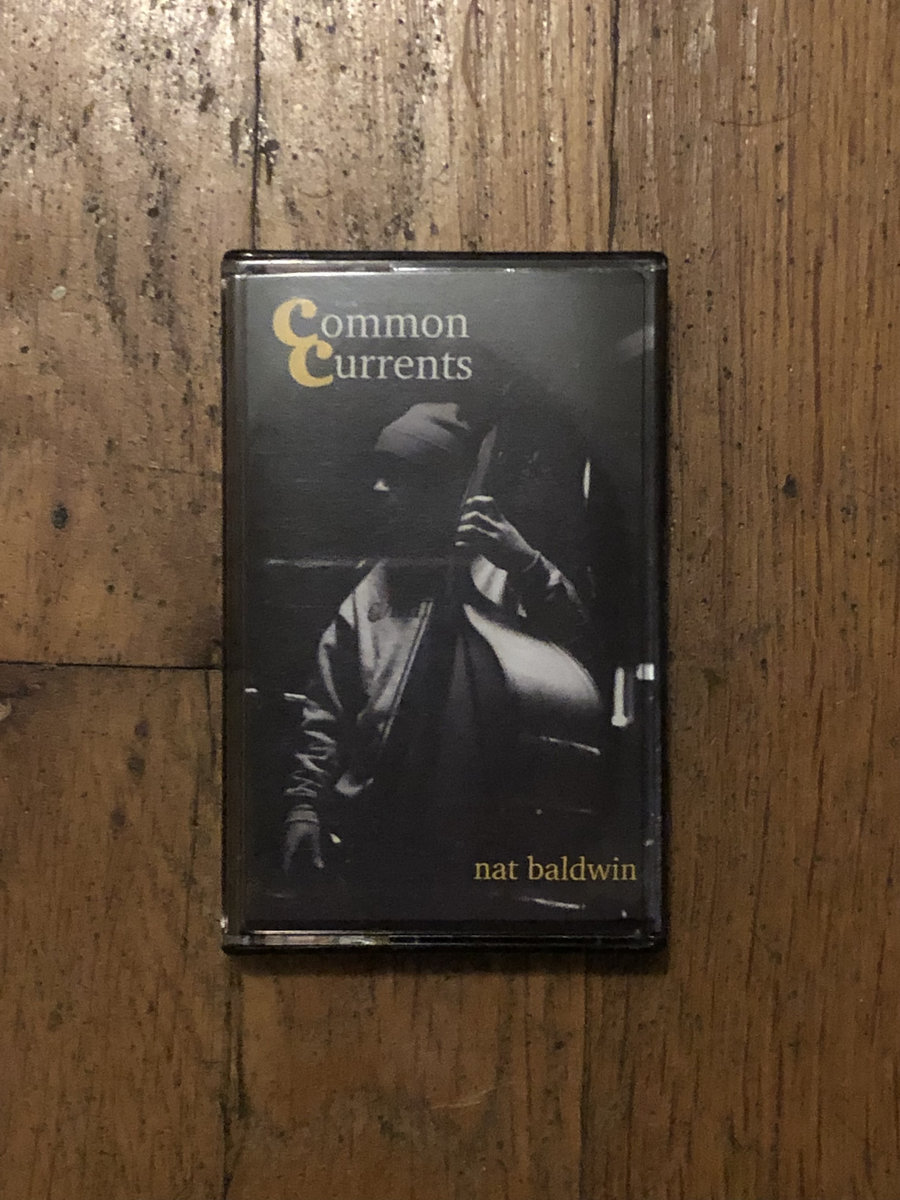 Common
Currents
nat baldwin